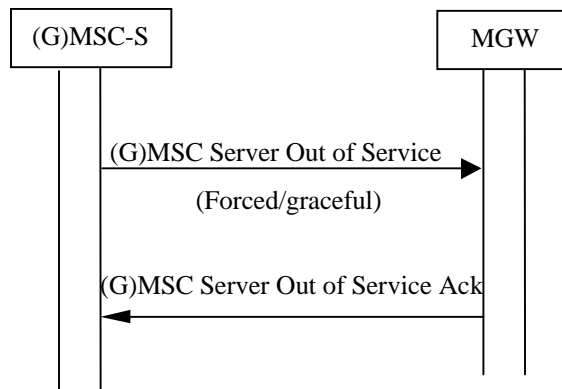 (G)MSC-S
MGW
(G)MSC Server Out of Service
(Forced/graceful)
(G)MSC Server Out of Service Ack